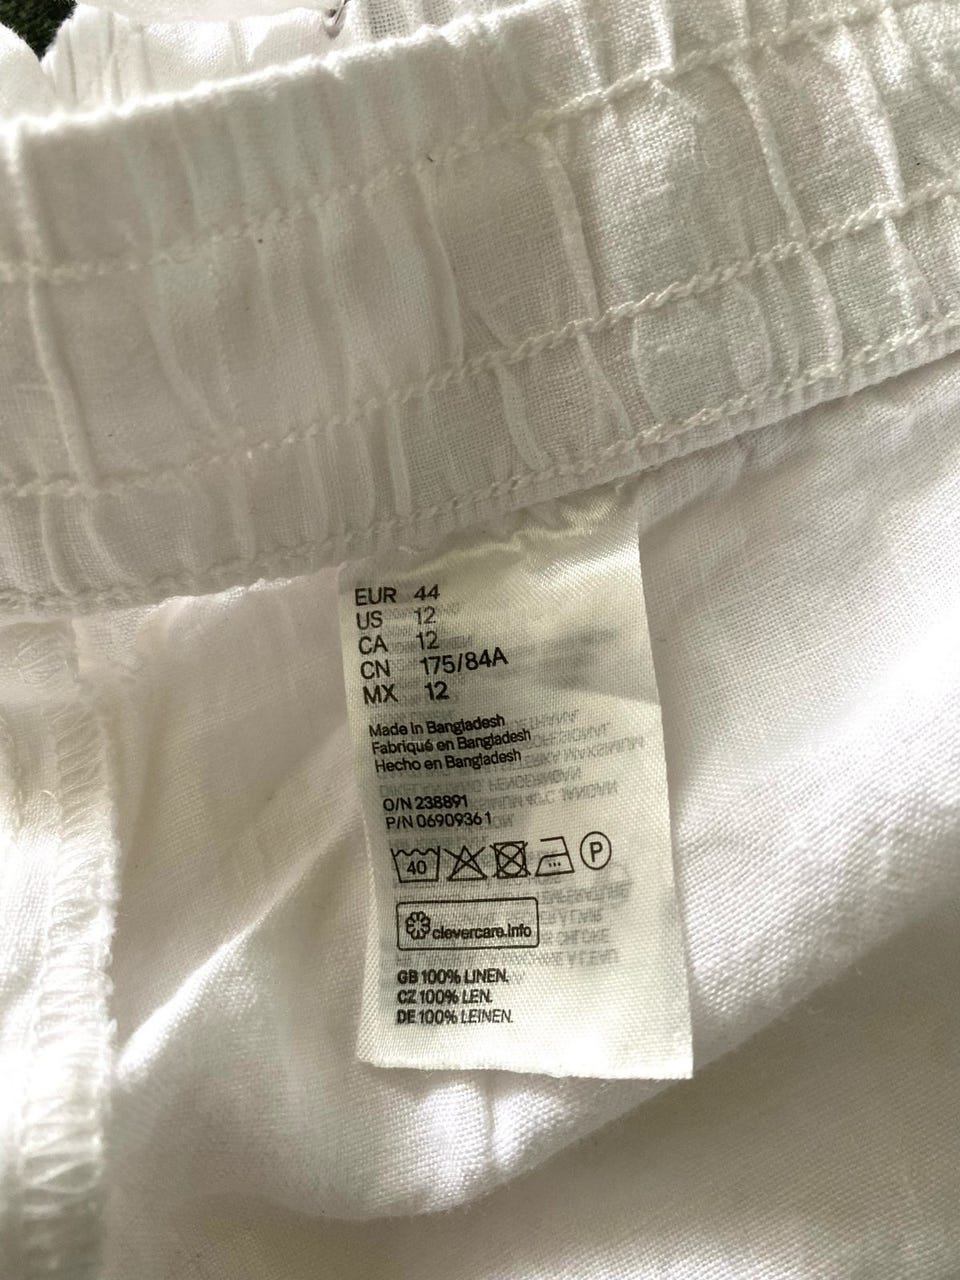 EUR 44
US 12
CA 12
CN 175/84A
MX 12
Made in Bangladesh
Fabriqué en Bangladesh
Hecho en Bangladesh
O/N 238891
P/N 06909361
40 P
clevercare.info
GB 100% LINEN.
CZ 100% LEN.
DE 100% LEINEN.